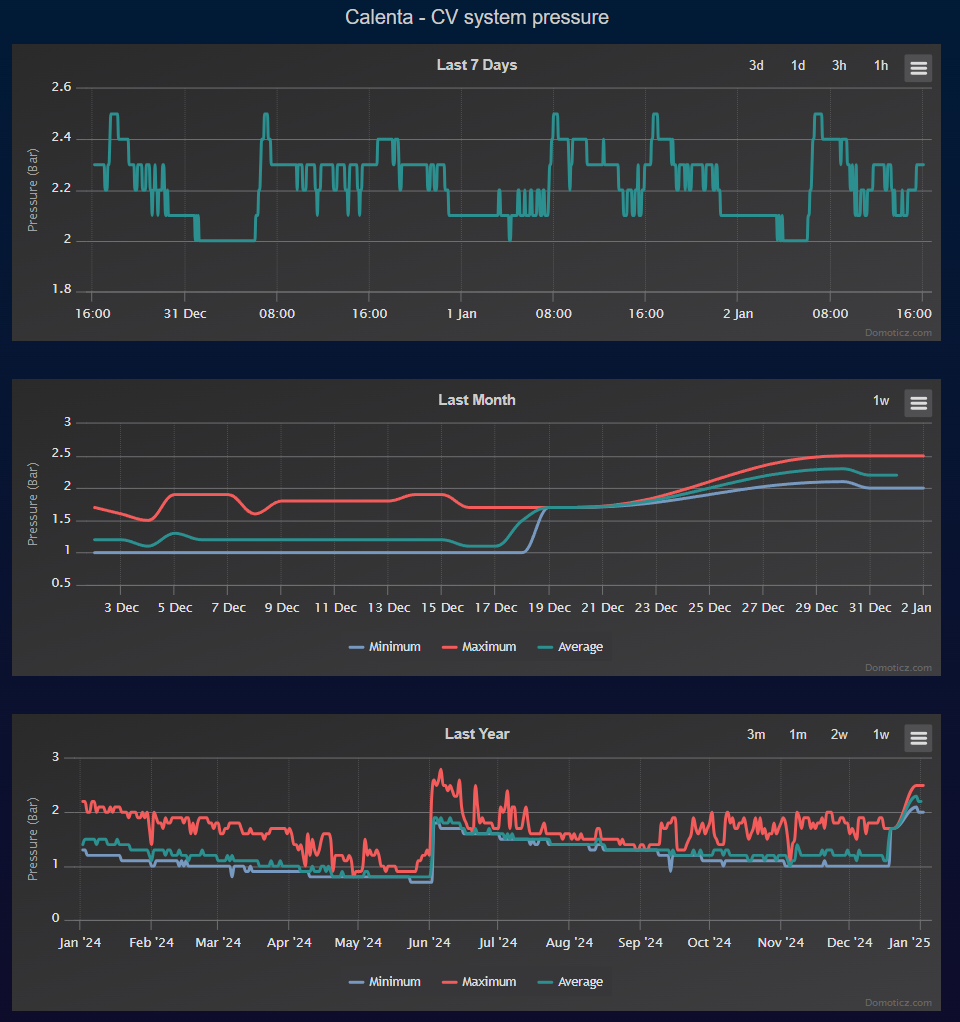 Calenta - CV system pressure
Last 7 Days
3d 1d 3h 1h
2.6
2.4
2.2
2
1.8
Pressure (Bar)
16:00 31 Dec 08:00 16:00 1 Jan 08:00 16:00 2 Jan 08:00 16:00
Domoticz.com
Last Month
1w
3
2.5
2
1.5
1
0.5
Pressure (Bar)
3 Dec 5 Dec 7 Dec 9 Dec 11 Dec 13 Dec 15 Dec 17 Dec 19 Dec 21 Dec 23 Dec 25 Dec 27 Dec 29 Dec 31 Dec 2 Jan
Minimum Maximum Average
Domoticz.com
Last Year
3m 1m 2w 1w
3
2
1
0
Pressure (Bar)
Jan '24 Feb '24 Mar '24 Apr '24 May '24 Jun '24 Jul '24 Aug '24 Sep '24 Oct '24 Nov '24 Dec '24 Jan '25
Minimum Maximum Average
Domoticz.com